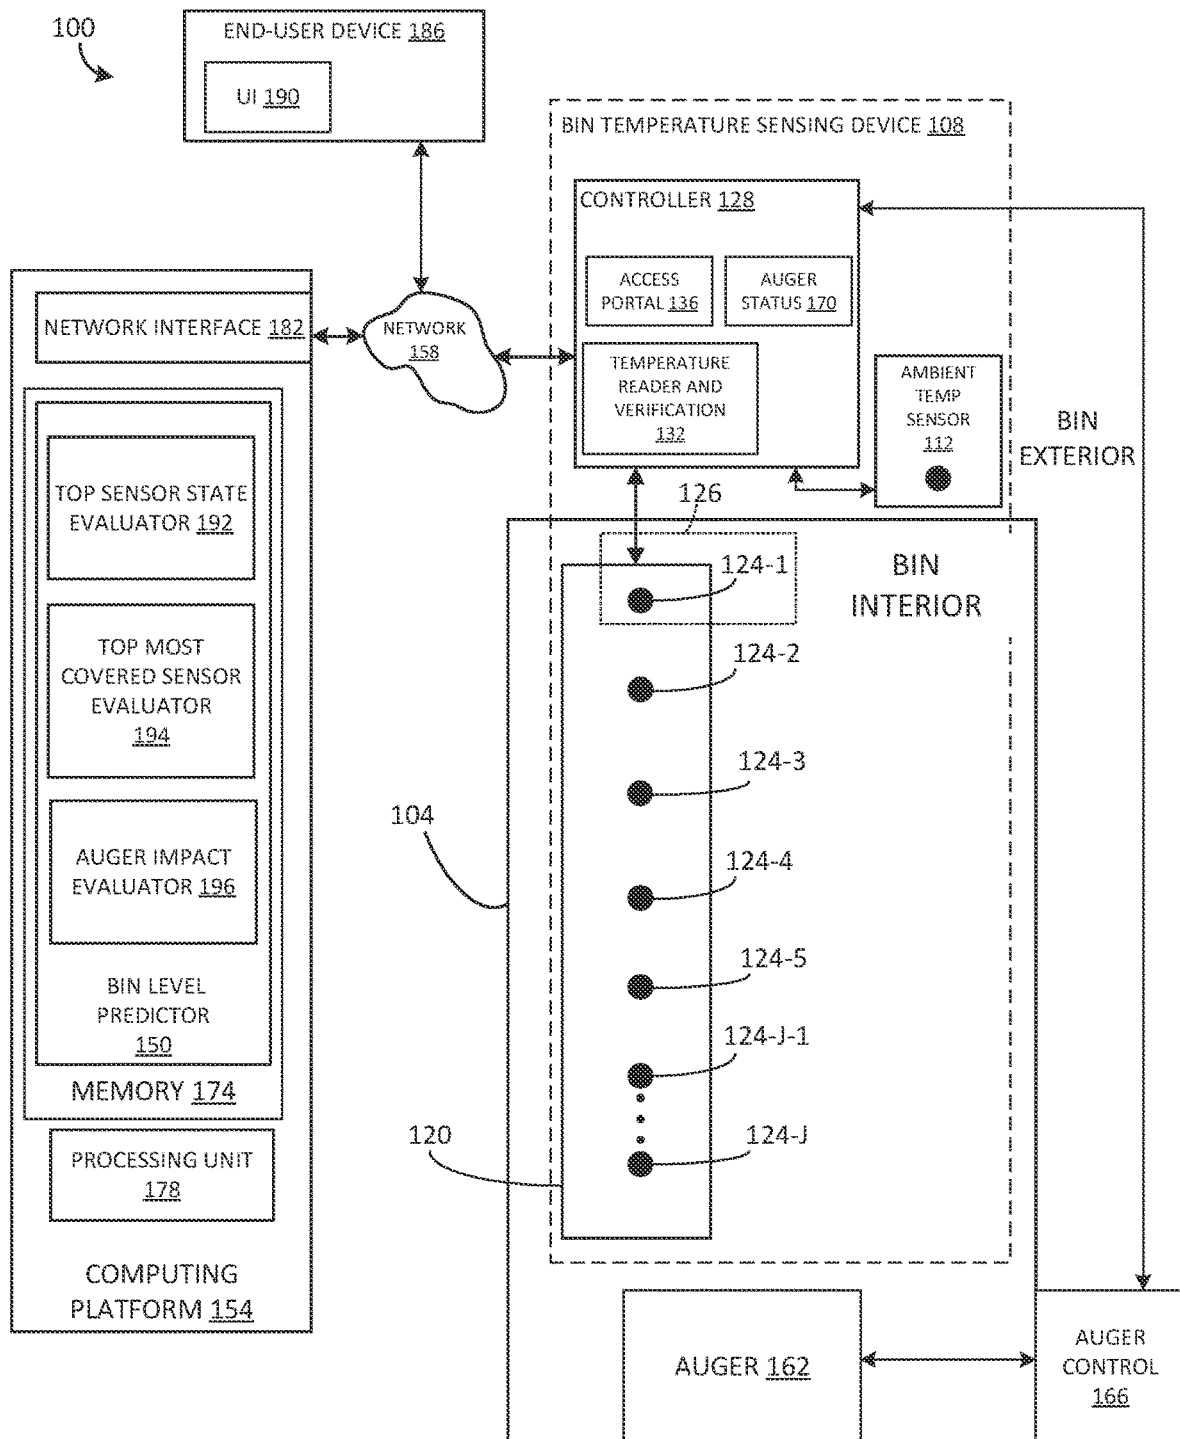 100
END-USER DEVICE 186
UI 190
BIN TEMPERATURE SENSING DEVICE 108
CONTROLLER 128
ACCESS
PORTAL 136
AUGER
STATUS 170
TEMPERATURE
READER AND
VERIFICATION
132
AMBIENT
TEMP
SENSOR
112
BIN
EXTERIOR
NETWORK INTERFACE 182
NETWORK
158
TOP SENSOR STATE
EVALUATOR 192
TOP MOST
COVERED SENSOR
EVALUATOR
194
AUGER IMPACT
EVALUATOR 196
BIN LEVEL
PREDICTOR
150
MEMORY 174
PROCESSING UNIT
178
COMPUTING
PLATFORM 154
126
BIN
INTERIOR
124-1
124-2
124-3
104
124-4
124-5
124-J-1
120
124-J
AUGER 162
AUGER
CONTROL
166